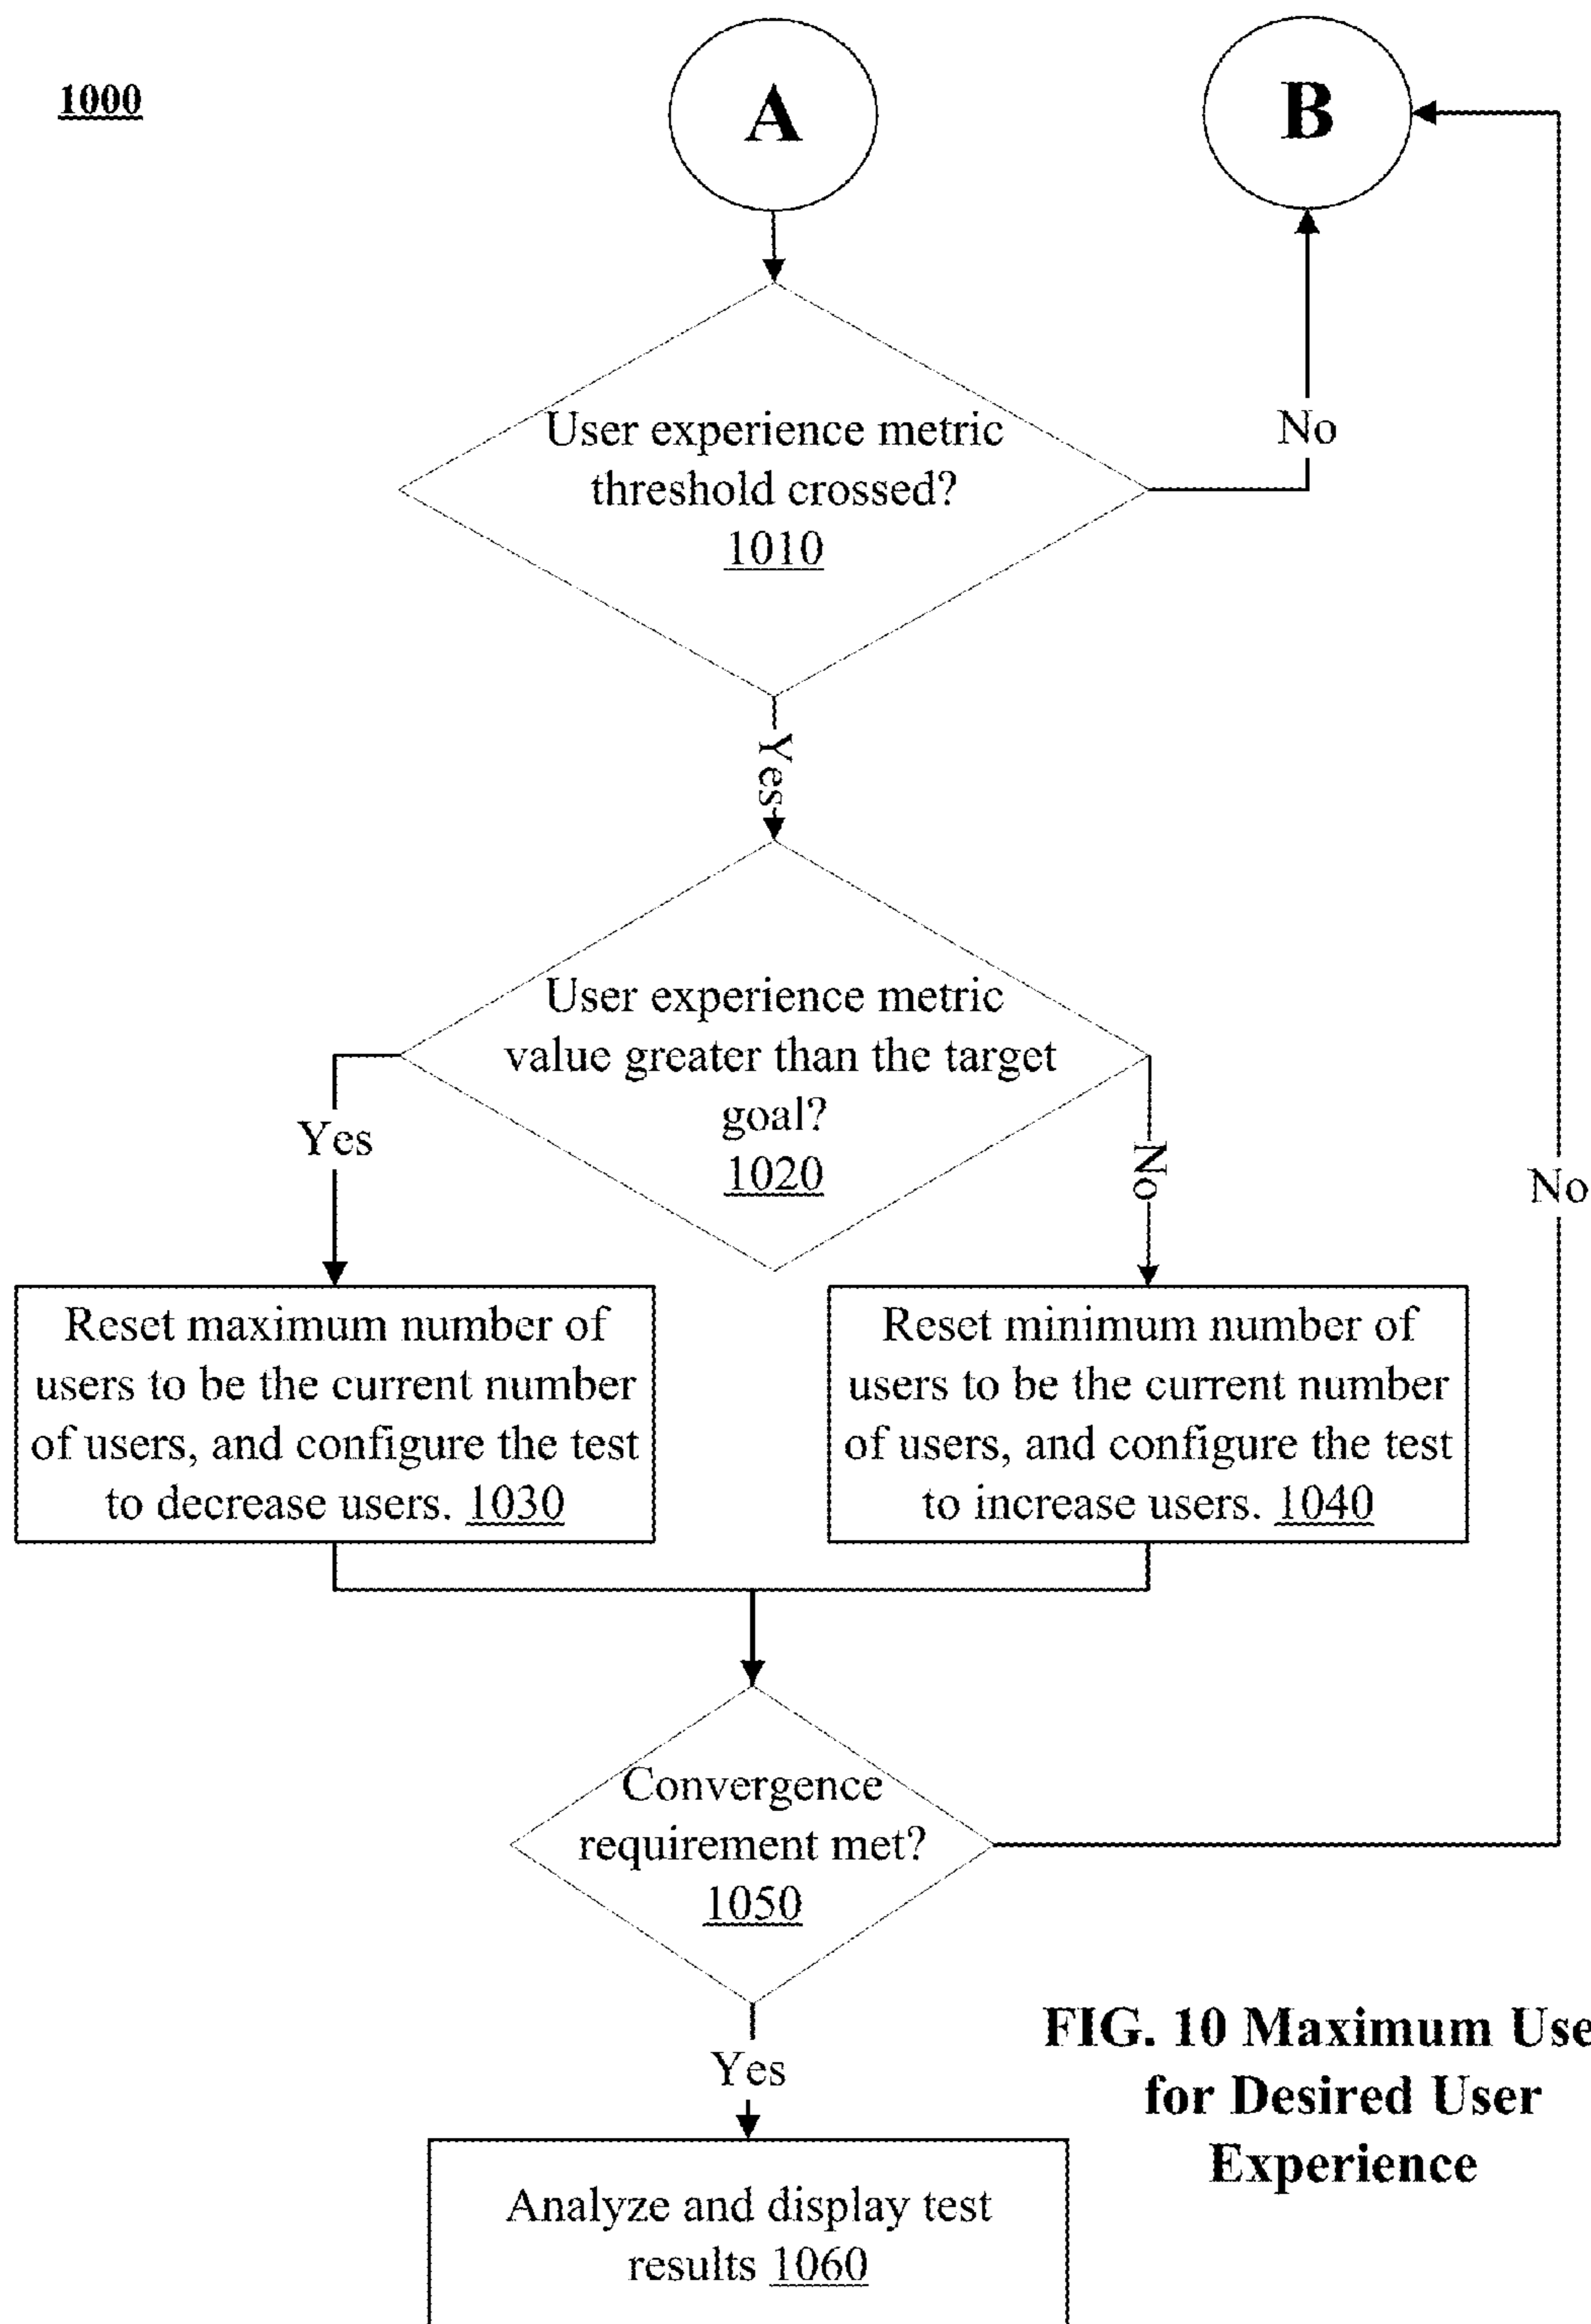 1000
A
B
User experience metric
threshold crossed?
1010
No
Yes
User experience metric
value greater than the target
goal?
1020
Yes
No
No
Reset maximum number of
users to be the current number
of users, and configure the test
to decrease users. 1030
Reset minimum number of
users to be the current number
of users, and configure the test
to increase users. 1040
Convergence
requirement met?
1050
Yes
FIG. 10 Maximum Use
for Desired User
Experience
Analyze and display test
results 1060